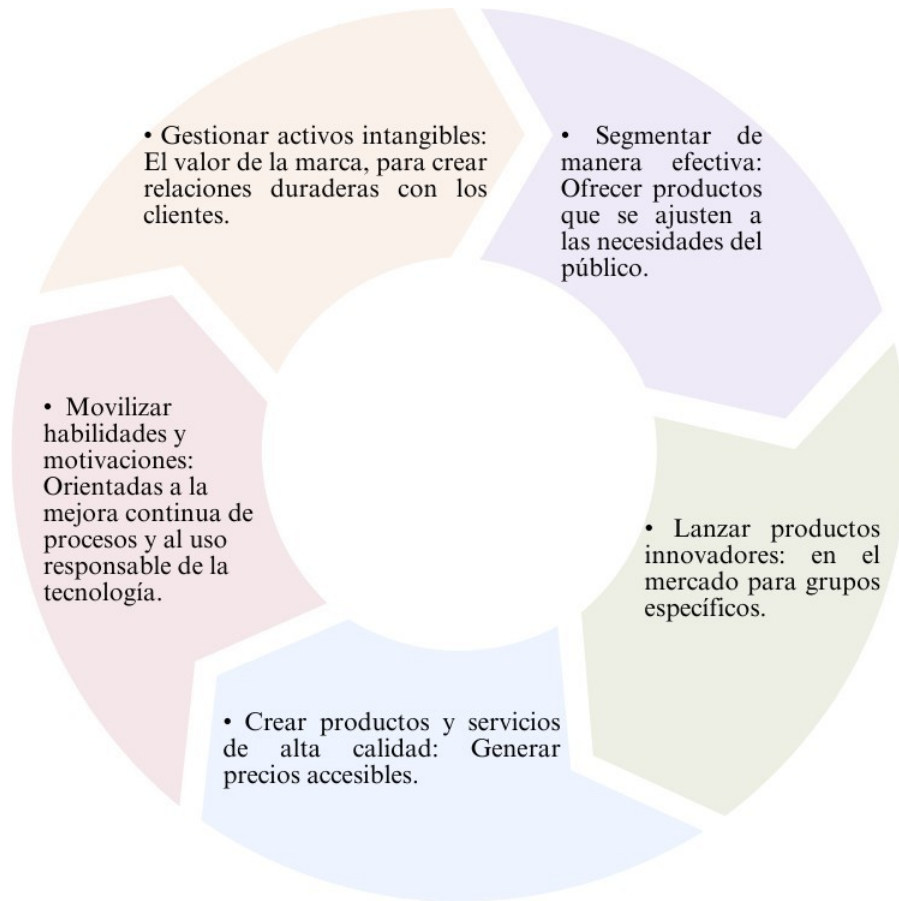 • Gestionar activos intangibles:
El valor de la marca, para crear
relaciones duraderas con los
clientes.
• Segmentar de
manera efectiva:
Ofrecer productos
que se ajusten a
las necesidades del
público.
• Lanzar productos
innovadores: en el
mercado para grupos
específicos.
• Crear productos y servicios
de alta calidad: Generar
precios accesibles.
• Movilizar
habilidades y
motivaciones:
Orientadas a la
mejora continua de
procesos y al uso
responsable de la
tecnología.